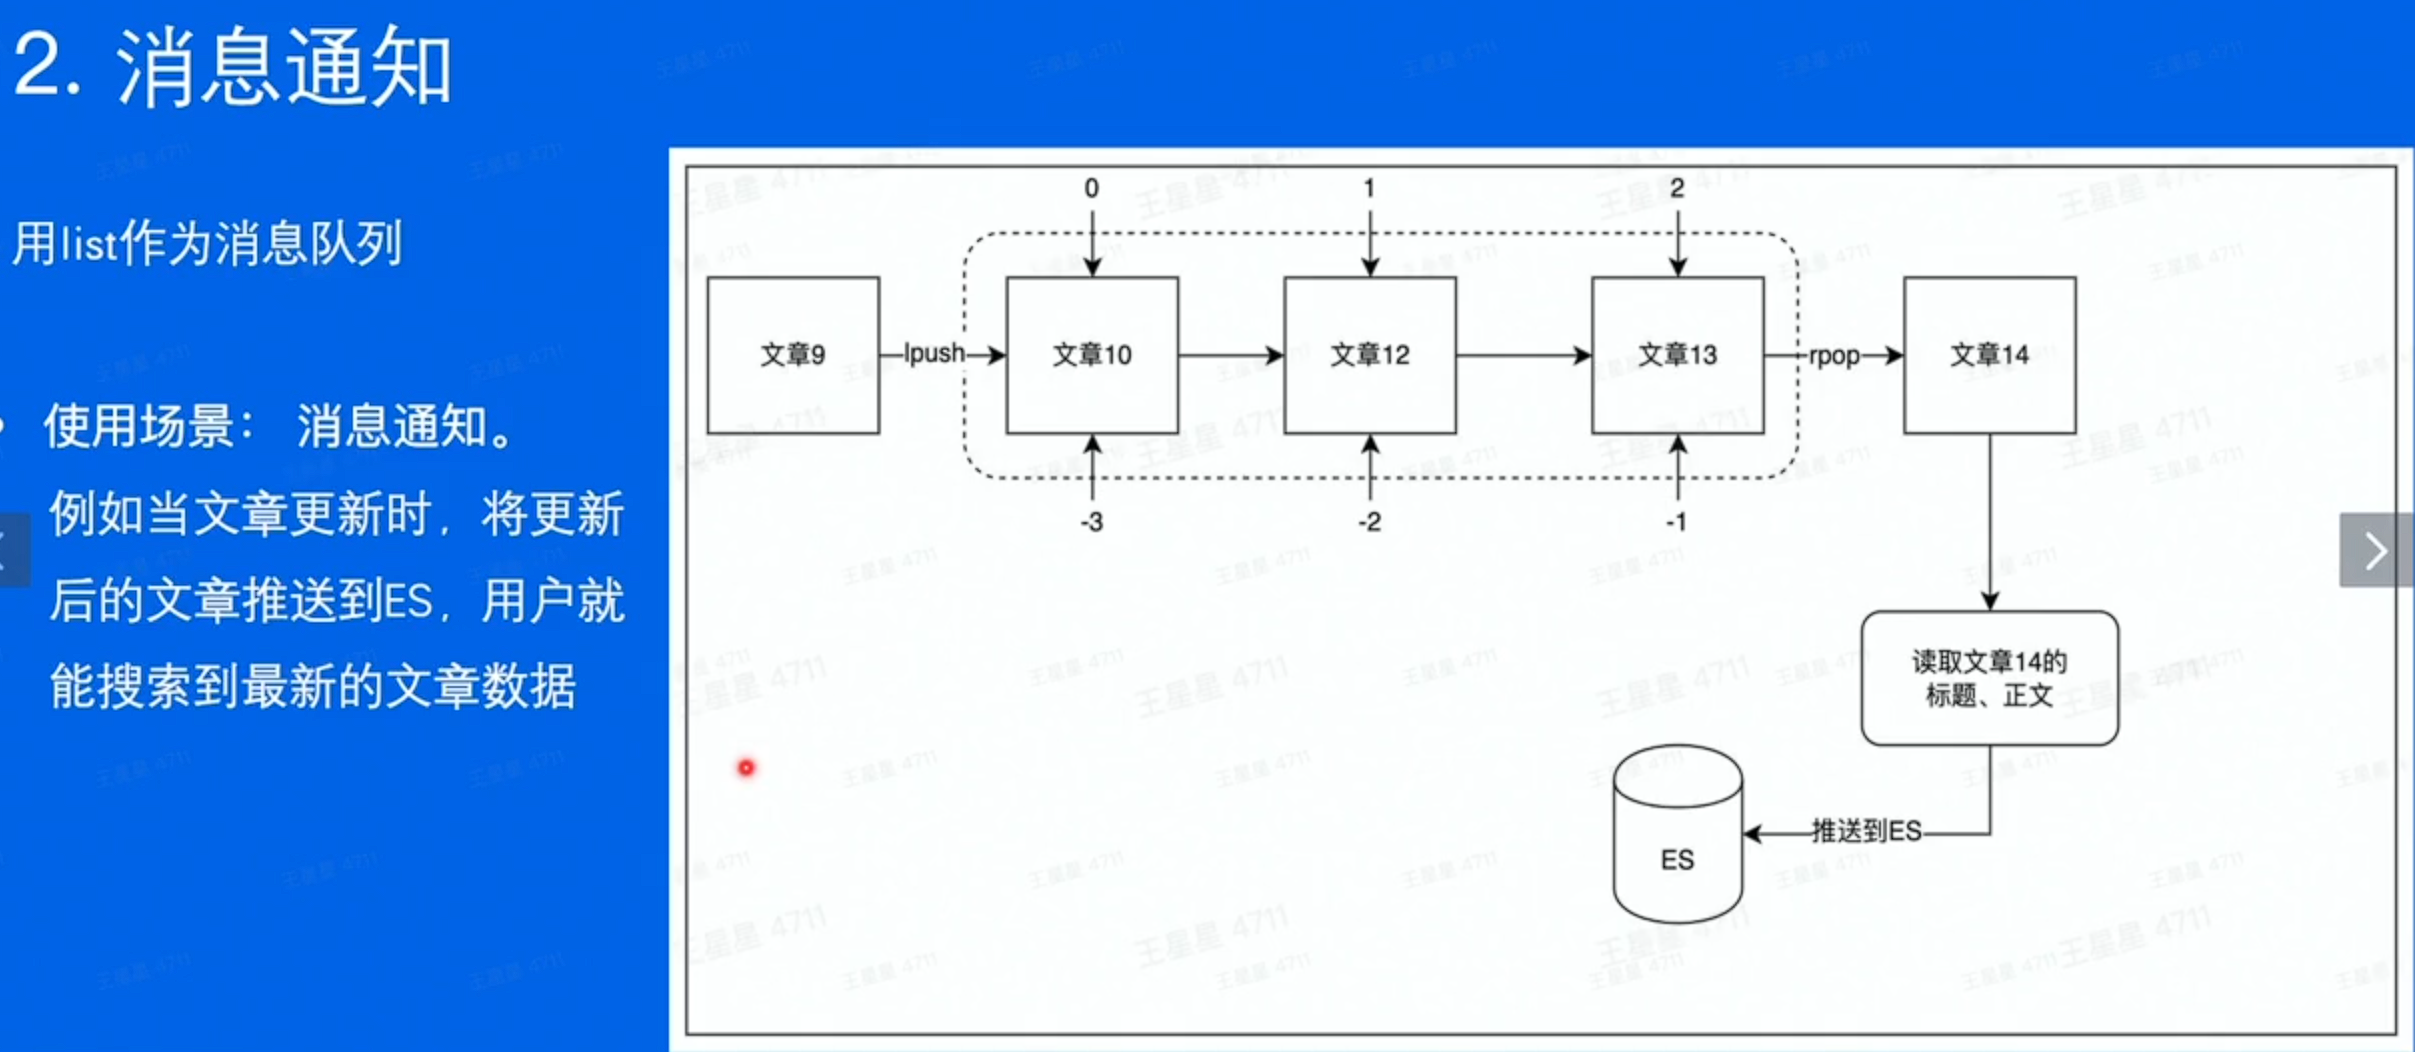 2. 消息通知
用list作为消息队列
• 使用场景： 消息通知。
例如当文章更新时，将更新
后的文章推送到ES，用户就
能搜索到最新的文章数据
0
1
2
文章9
lpush
文章10
文章12
文章13
rpop
文章14
-3
-2
-1
读取文章14的
标题、正文
推送到ES
ES
王星星 4711